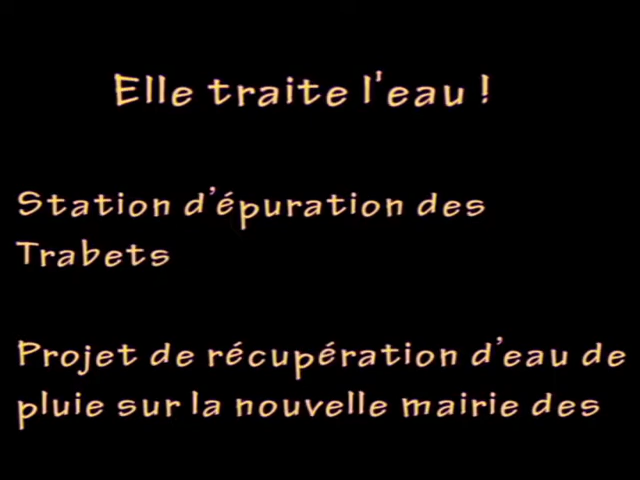 Elle traite l'eau !
Station d'épuration des
Trabets
Projet de récupération d'eau de
pluie sur la nouvelle mairie des